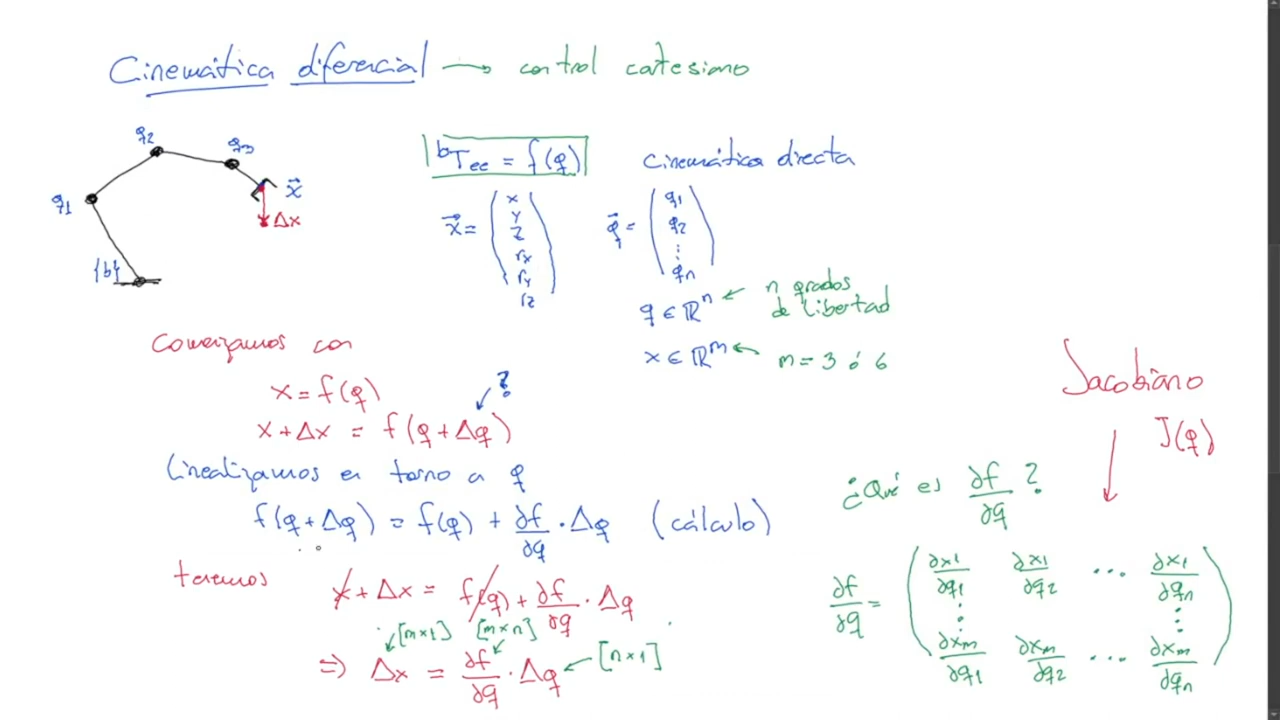 Cinemática diferencial → control cartesiano
q2
q3
q1
x⃗
Δx
{b}
ᵇTee = f(q) cinemática directa
x⃗ = (x y z rx ry rz)
q⃗ = (q1 q2 ⋮ qn)
q ∈ ℝⁿ ← n grados de libertad
x ∈ ℝᵐ ← m = 3 ó 6
Comenzamos con
x = f(q)
?
x + Δx = f(q + Δq)
linealizamos en torno a q
f(q + Δq) = f(q) + ∂f/∂q · Δq (cálculo)
tenemos
x + Δx = f(q) + ∂f/∂q · Δq
[m×1] [m×n]
⇒ Δx = ∂f/∂q · Δq ← [n×1]
Jacobiano
J(q)
¿Qué es ∂f/∂q ?
∂f/∂q =
∂x1/∂q1 ∂x1/∂q2 ... ∂x1/∂qn
⋮ ⋮
∂xm/∂q1 ∂xm/∂q2 ... ∂xm/∂qn